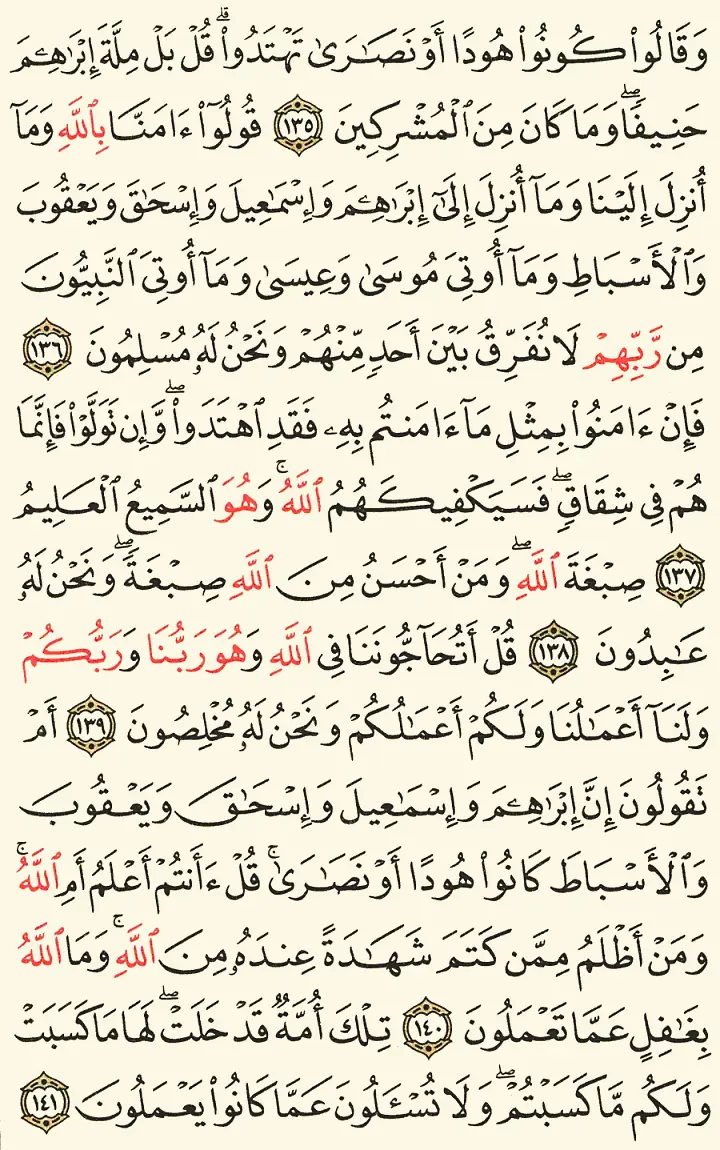 وَقَالُوا۟ كُونُوا۟ هُودًا أَوْ نَصَـٰرَىٰ تَهْتَدُوا۟ ۗ قُلْ بَلْ مِلَّةَ إِبْرَٰهِـۧمَ
حَنِيفًا ۖ وَمَا كَانَ مِنَ ٱلْمُشْرِكِينَ ١٣٥ قُولُوٓا۟ ءَامَنَّا بِٱللَّهِ وَمَآ
أُنزِلَ إِلَيْنَا وَمَآ أُنزِلَ إِلَىٰٓ إِبْرَٰهِـۧمَ وَإِسْمَـٰعِيلَ وَإِسْحَـٰقَ وَيَعْقُوبَ
وَٱلْأَسْبَاطِ وَمَآ أُوتِىَ مُوسَىٰ وَعِيسَىٰ وَمَآ أُوتِىَ ٱلنَّبِيُّونَ
مِن رَّبِّهِمْ لَا نُفَرِّقُ بَيْنَ أَحَدٍ مِّنْهُمْ وَنَحْنُ لَهُۥ مُسْلِمُونَ ١٣٦
فَإِنْ ءَامَنُوا۟ بِمِثْلِ مَآ ءَامَنتُم بِهِۦ فَقَدِ ٱهْتَدَوا۟ ۖ وَّإِن تَوَلَّوْا۟ فَإِنَّمَا
هُمْ فِى شِقَاقٍ ۖ فَسَيَكْفِيكَهُمُ ٱللَّهُ ۚ وَهُوَ ٱلسَّمِيعُ ٱلْعَلِيمُ
١٣٧ صِبْغَةَ ٱللَّهِ ۖ وَمَنْ أَحْسَنُ مِنَ ٱللَّهِ صِبْغَةً ۖ وَنَحْنُ لَهُۥ
عَـٰبِدُونَ ١٣٨ قُلْ أَتُحَآجُّونَنَا فِى ٱللَّهِ وَهُوَ رَبُّنَا وَرَبُّكُمْ
وَلَنَآ أَعْمَـٰلُنَا وَلَكُمْ أَعْمَـٰلُكُمْ وَنَحْنُ لَهُۥ مُخْلِصُونَ ١٣٩ أَمْ
تَقُولُونَ إِنَّ إِبْرَٰهِـۧمَ وَإِسْمَـٰعِيلَ وَإِسْحَـٰقَ وَيَعْقُوبَ
وَٱلْأَسْبَاطَ كَانُوا۟ هُودًا أَوْ نَصَـٰرَىٰ ۗ قُلْ ءَأَنتُمْ أَعْلَمُ أَمِ ٱللَّهُ ۗ
وَمَنْ أَظْلَمُ مِمَّن كَتَمَ شَهَـٰدَةً عِندَهُۥ مِنَ ٱللَّهِ ۗ وَمَا ٱللَّهُ
بِغَـٰفِلٍ عَمَّا تَعْمَلُونَ ١٤٠ تِلْكَ أُمَّةٌ قَدْ خَلَتْ ۖ لَهَا مَا كَسَبَتْ
وَلَكُم مَّا كَسَبْتُمْ ۖ وَلَا تُسْـَٔلُونَ عَمَّا كَانُوا۟ يَعْمَلُونَ ١٤١